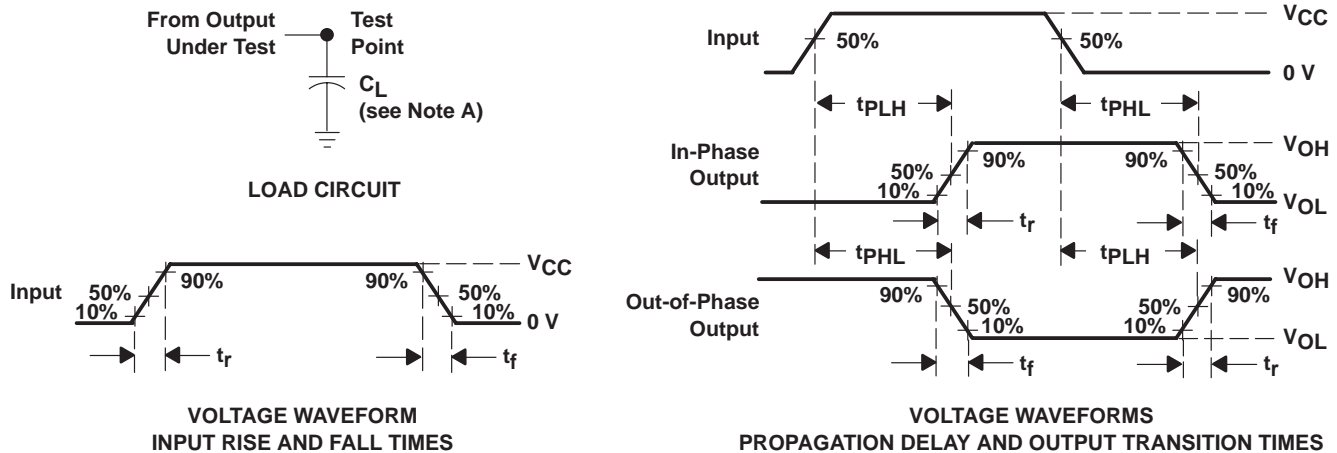 From Output
Under Test
Test
Point
CL
(see Note A)
LOAD CIRCUIT
Input
50%
10%
90%
90%
50%
10%
VCC
0 V
tr
tf
VOLTAGE WAVEFORM
INPUT RISE AND FALL TIMES
Input
50%
50%
VCC
0 V
tPLH
tPHL
In-Phase
Output
50%
10%
90%
90%
50%
10%
VOH
VOL
tr
tf
tPHL
tPLH
Out-of-Phase
Output
90%
50%
10%
50%
10%
90%
VOH
VOL
tf
tr
VOLTAGE WAVEFORMS
PROPAGATION DELAY AND OUTPUT TRANSITION TIMES